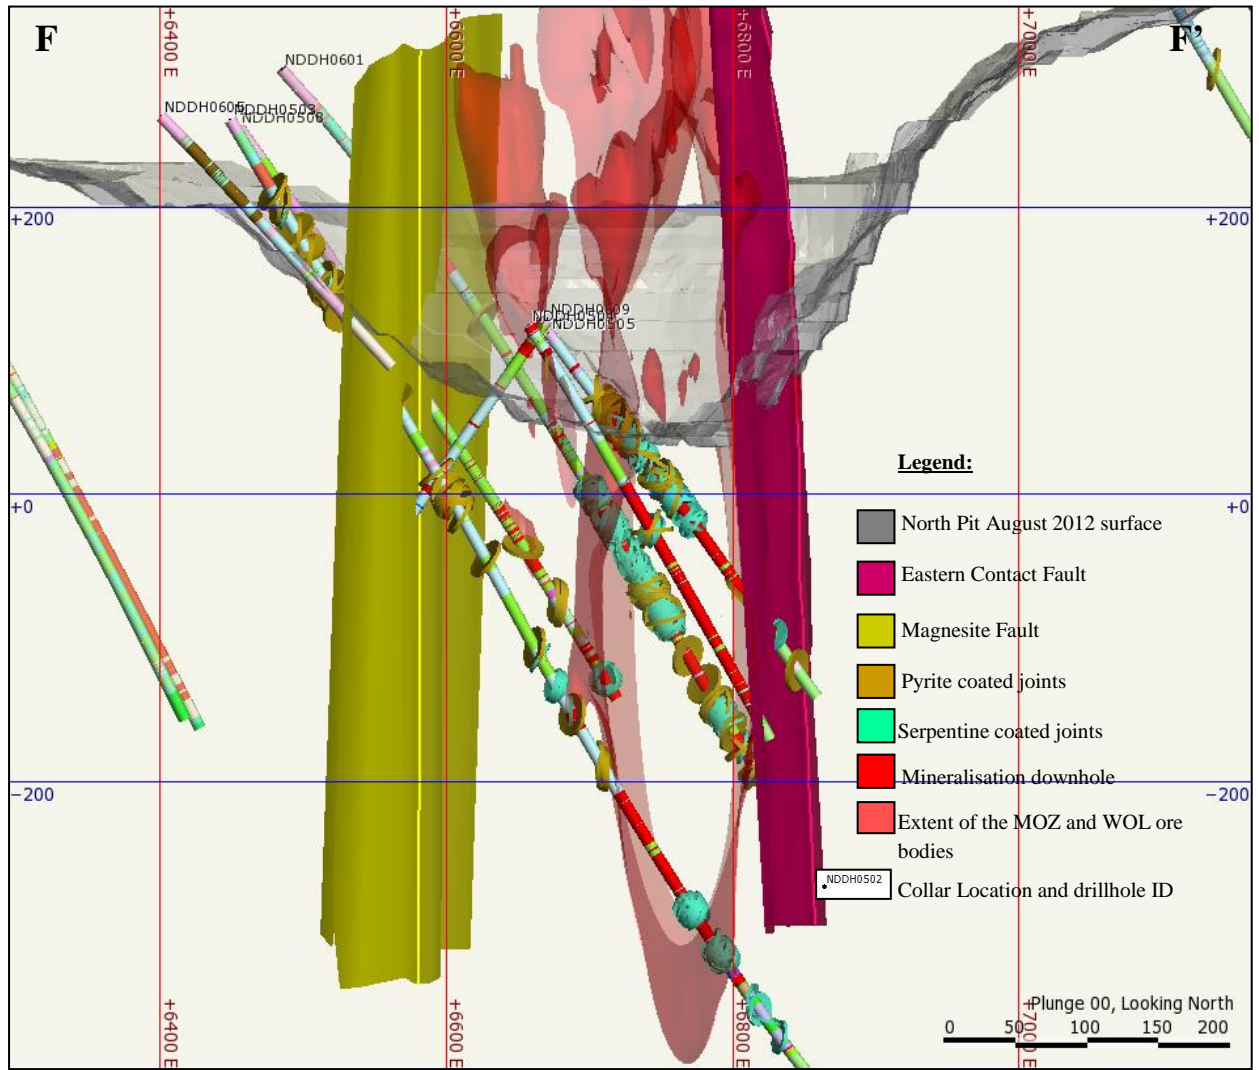 F
F’
+6400 E
+6600 E
+6800 E
+7000 E
NDDH0601
NDDH0503
NDDH0508
NDDH0505
+200
+200
+0
+0
-200
-200
Legend:
North Pit August 2012 surface
Eastern Contact Fault
Magnesite Fault
Pyrite coated joints
Serpentine coated joints
Mineralisation downhole
Extent of the MOZ and WOL ore
bodies
NDDH0502
Collar Location and drillhole ID
+6400 E
+6600 E
+6800 E
+7000 E
Plunge 00, Looking North
0 50 100 150 200